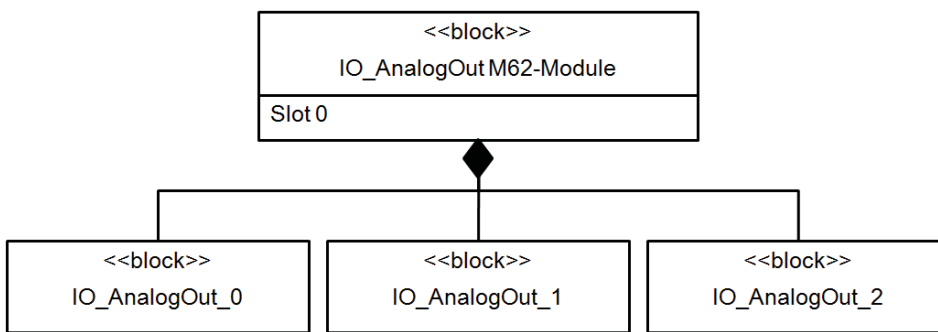 <<block>>
IO_AnalogOut M62-Module
Slot 0
<<block>>
IO_AnalogOut_0
<<block>>
IO_AnalogOut_1
<<block>>
IO_AnalogOut_2